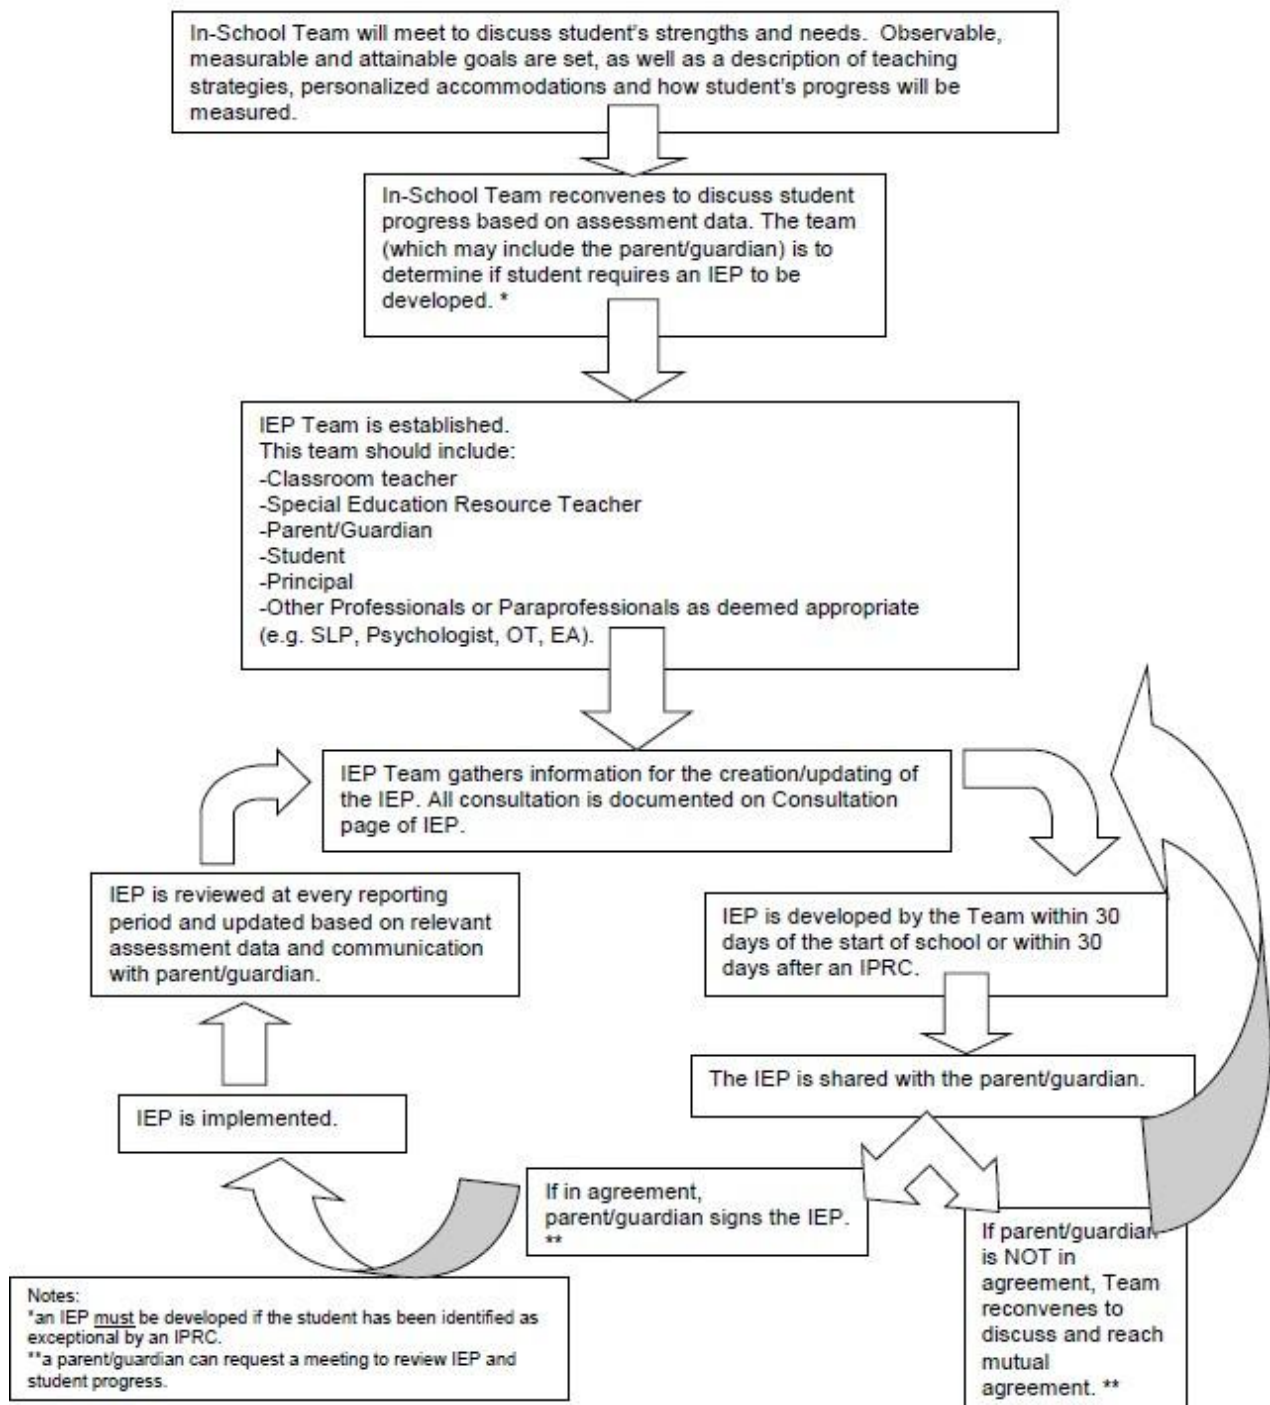 In-School Team will meet to discuss student's strengths and needs.  Observable,
measurable and attainable goals are set, as well as a description of teaching
strategies, personalized accommodations and how student's progress will be
measured.
In-School Team reconvenes to discuss student
progress based on assessment data. The team
(which may include the parent/guardian) is to
determine if student requires an IEP to be
developed. *
IEP Team is established.
This team should include:
-Classroom teacher
-Special Education Resource Teacher
-Parent/Guardian
-Student
-Principal
-Other Professionals or Paraprofessionals as deemed appropriate
(e.g. SLP, Psychologist, OT, EA).
IEP Team gathers information for the creation/updating of
the IEP. All consultation is documented on Consultation
page of IEP.
IEP is developed by the Team within 30
days of the start of school or within 30
days after an IPRC.
The IEP is shared with the parent/guardian.
If in agreement,
parent/guardian signs the IEP.
**
If parent/guardian
is NOT in
agreement, Team
reconvenes to
discuss and reach
mutual
agreement. **
IEP is implemented.
IEP is reviewed at every reporting
period and updated based on relevant
assessment data and communication
with parent/guardian.
Notes:
*an IEP must be developed if the student has been identified as
exceptional by an IPRC.
**a parent/guardian can request a meeting to review IEP and
student progress.